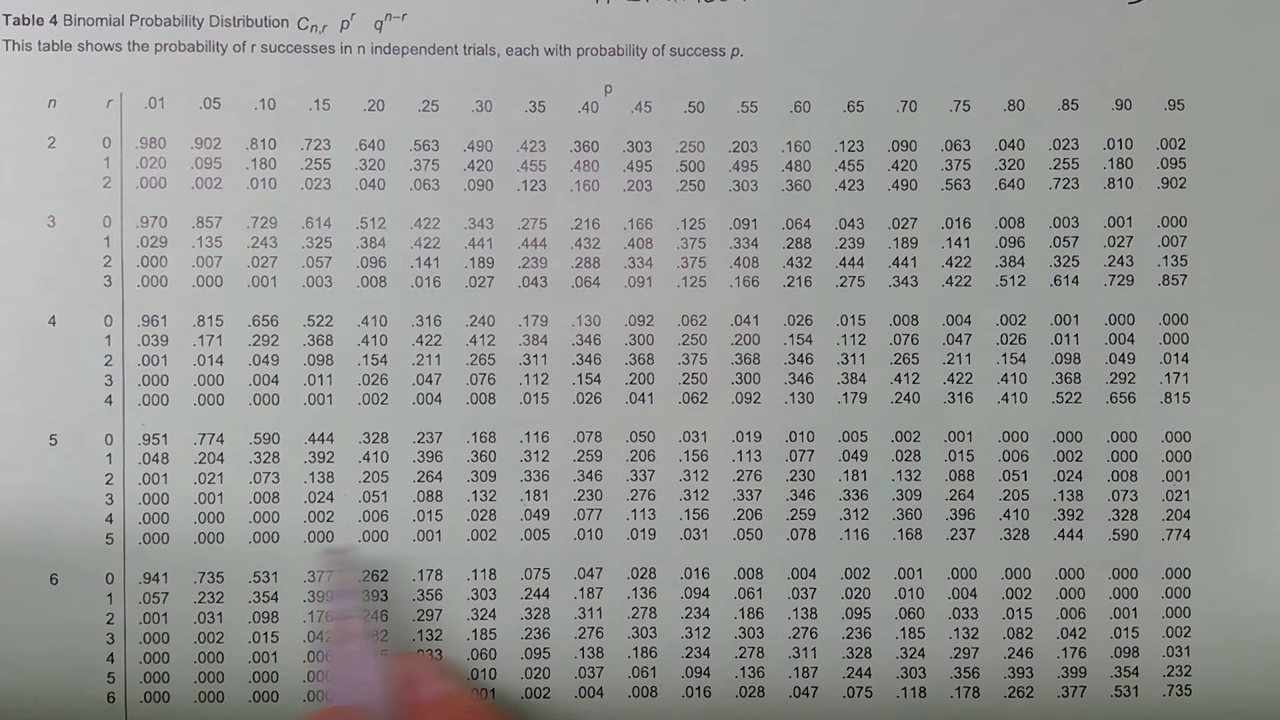 Table 4 Binomial Probability Distribution Cn,r p^r q^n−r
This table shows the probability of r successes in n independent trials, each with probability of success p.
p
n r .01 .05 .10 .15 .20 .25 .30 .35 .40 .45 .50 .55 .60 .65 .70 .75 .80 .85 .90 .95
2 0 .980 .902 .810 .723 .640 .563 .490 .423 .360 .303 .250 .203 .160 .123 .090 .063 .040 .023 .010 .002
1 .020 .095 .180 .255 .320 .375 .420 .455 .480 .495 .500 .495 .480 .455 .420 .375 .320 .255 .180 .095
2 .000 .002 .010 .023 .040 .063 .090 .123 .160 .203 .250 .303 .360 .423 .490 .563 .640 .723 .810 .902
3 0 .970 .857 .729 .614 .512 .422 .343 .275 .216 .166 .125 .091 .064 .043 .027 .016 .008 .003 .001 .000
1 .029 .135 .243 .325 .384 .422 .441 .444 .432 .408 .375 .334 .288 .239 .189 .141 .096 .057 .027 .007
2 .000 .007 .027 .057 .096 .141 .189 .239 .288 .334 .375 .408 .432 .444 .441 .422 .384 .325 .243 .135
3 .000 .000 .001 .003 .008 .016 .027 .043 .064 .091 .125 .166 .216 .275 .343 .422 .512 .614 .729 .857
4 0 .961 .815 .656 .522 .410 .316 .240 .179 .130 .092 .062 .041 .026 .015 .008 .004 .002 .001 .000 .000
1 .039 .171 .292 .368 .410 .422 .412 .384 .346 .300 .250 .200 .154 .112 .076 .047 .026 .011 .004 .000
2 .001 .014 .049 .098 .154 .211 .265 .311 .346 .368 .375 .368 .346 .311 .265 .211 .154 .098 .049 .014
3 .000 .000 .004 .011 .026 .047 .076 .112 .154 .200 .250 .300 .346 .384 .412 .422 .410 .368 .292 .171
4 .000 .000 .000 .001 .002 .004 .008 .015 .026 .041 .062 .092 .130 .179 .240 .316 .410 .522 .656 .815
5 0 .951 .774 .590 .444 .328 .237 .168 .116 .078 .050 .031 .019 .010 .005 .002 .001 .000 .000 .000 .000
1 .048 .204 .328 .392 .410 .396 .360 .312 .259 .206 .156 .113 .077 .049 .028 .015 .006 .002 .000 .000
2 .001 .021 .073 .138 .205 .264 .309 .336 .346 .337 .312 .276 .230 .181 .132 .088 .051 .024 .008 .001
3 .000 .001 .008 .024 .051 .088 .132 .181 .230 .276 .312 .337 .346 .336 .309 .264 .205 .138 .073 .021
4 .000 .000 .000 .002 .006 .015 .028 .049 .077 .113 .156 .206 .259 .312 .360 .396 .410 .392 .328 .204
5 .000 .000 .000 .000 .000 .001 .002 .005 .010 .019 .031 .050 .078 .116 .168 .237 .328 .444 .590 .774
6 0 .941 .735 .531 .377 .262 .178 .118 .075 .047 .028 .016 .008 .004 .002 .001 .000 .000 .000 .000 .000
1 .057 .232 .354 .399 .393 .356 .303 .244 .187 .136 .094 .061 .037 .020 .010 .004 .002 .000 .000 .000
2 .001 .031 .098 .176 .246 .297 .324 .328 .311 .278 .234 .186 .138 .095 .060 .033 .015 .006 .001 .000
3 .000 .002 .015 .042 .132 .185 .236 .276 .303 .312 .303 .276 .236 .185 .132 .082 .042 .015 .002
4 .000 .000 .001 .006 .033 .060 .095 .138 .186 .234 .278 .311 .328 .324 .297 .246 .176 .098 .031
5 .000 .000 .000 .010 .020 .037 .061 .094 .136 .187 .244 .303 .356 .393 .399 .354 .232
6 .000 .000 .000 .001 .002 .004 .008 .016 .028 .047 .075 .118 .178 .262 .377 .531 .735